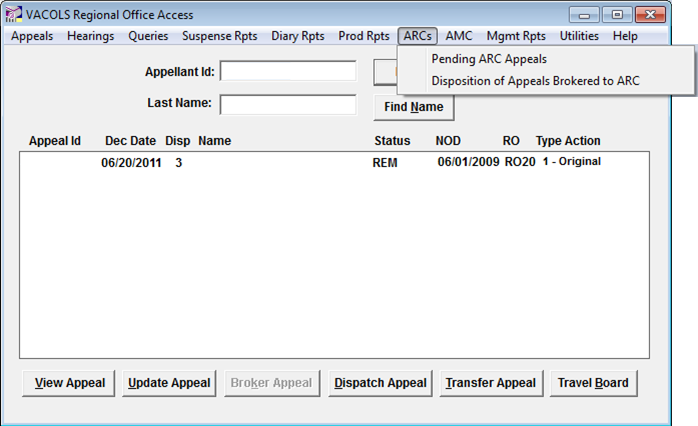 VACOLS Regional Office Access
Appeals Hearings Queries Suspense Rpts Diary Rpts Prod Rpts ARCs AMC Mgmt Rpts Utilities Help
Pending ARC Appeals
Disposition of Appeals Brokered to ARC
Appellant Id:
Last Name:
Find Name
Appeal Id Dec Date Disp Name Status NOD RO Type Action
06/20/2011 3 REM 06/01/2009 RO20 1 - Original
View Appeal Update Appeal Broker Appeal Dispatch Appeal Transfer Appeal Travel Board